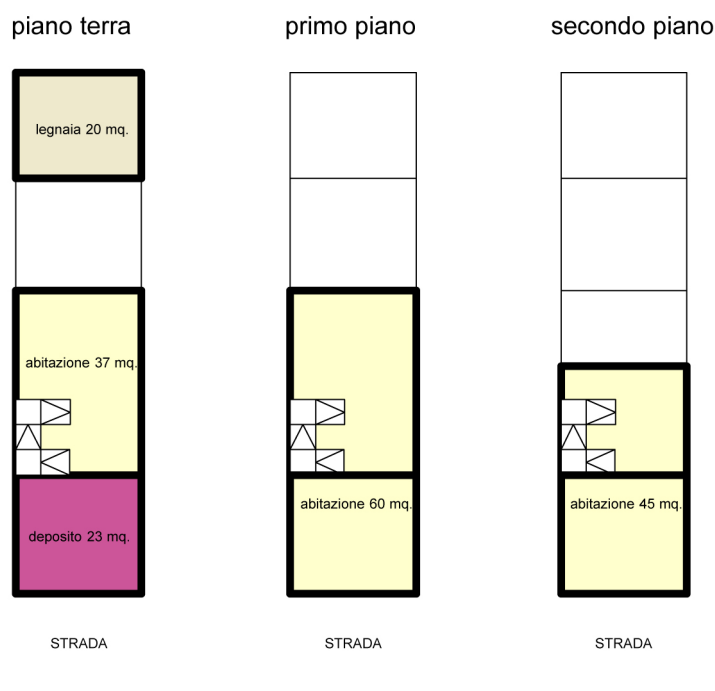 piano terra
primo piano
secondo piano
legnaia 20 mq.
abitazione 37 mq.
abitazione 60 mq.
abitazione 45 mq.
deposito 23 mq.
STRADA
STRADA
STRADA